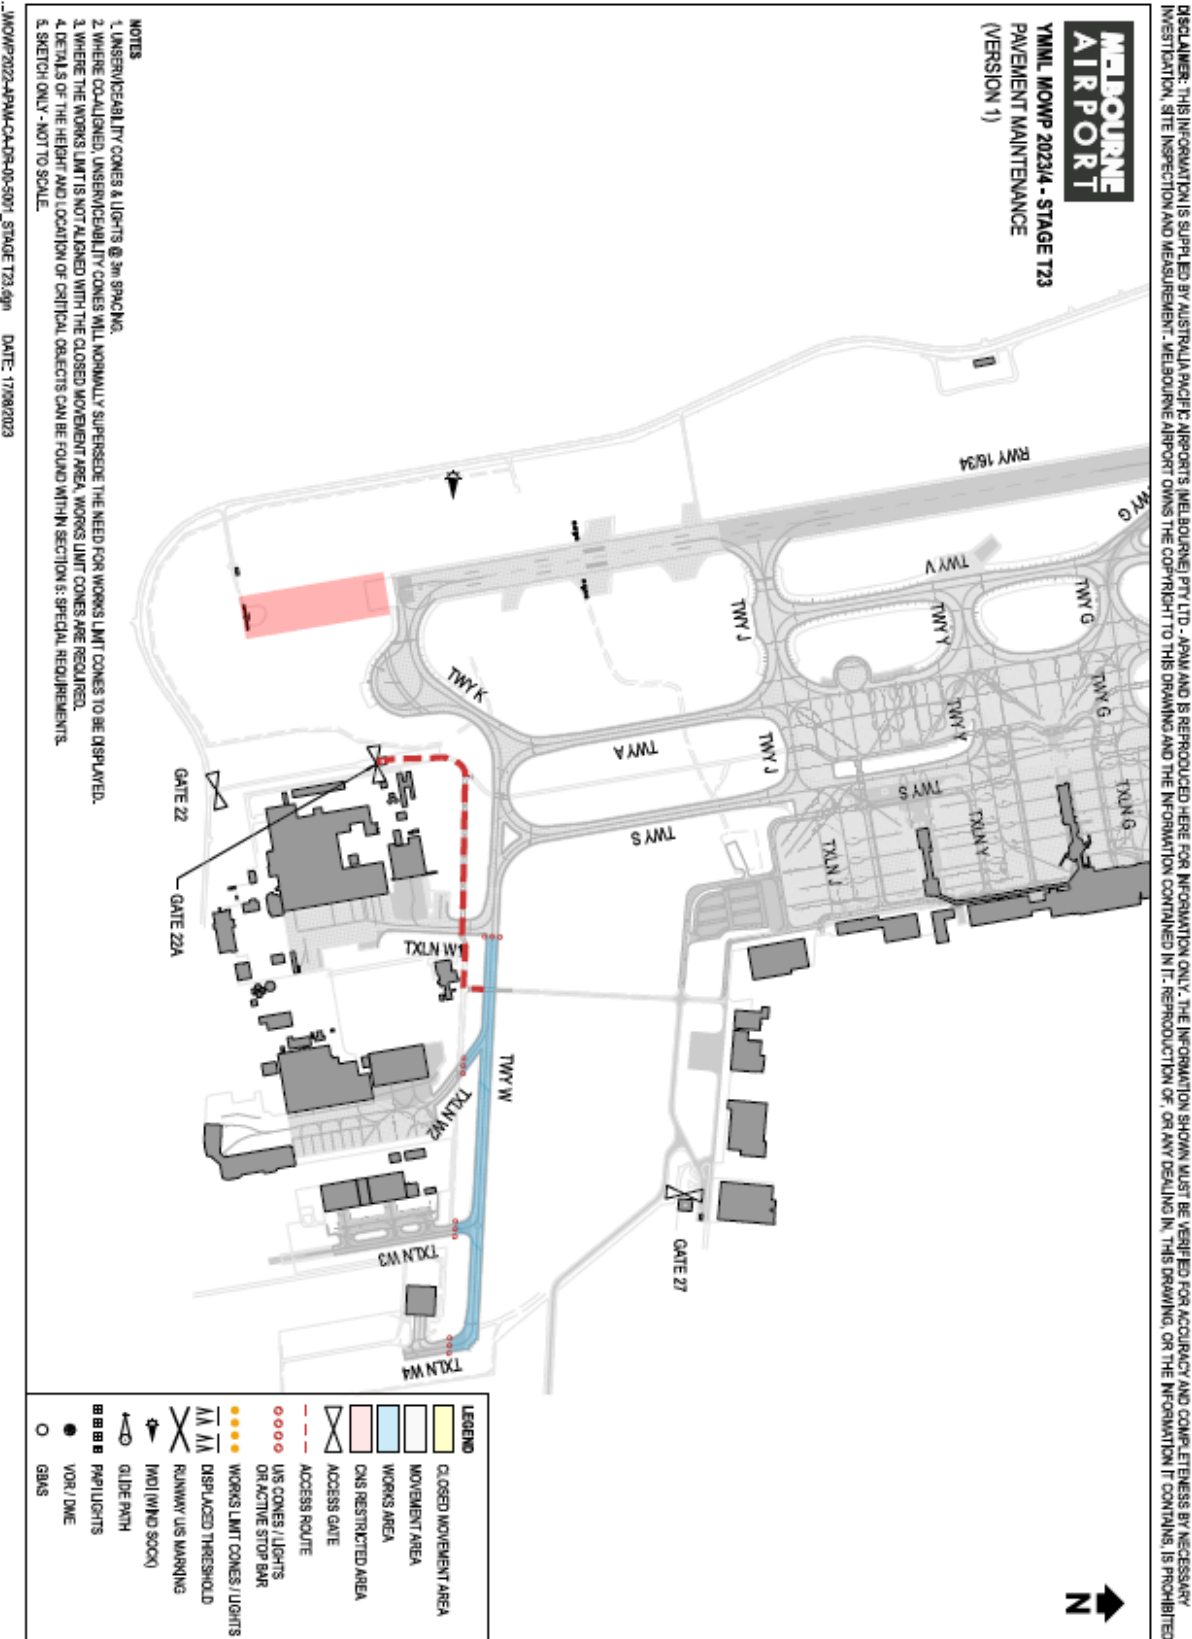 DISCLAIMER: THIS INFORMATION IS SUPPLIED BY AUSTRALIA PACIFIC AIRPORTS (MELBOURNE) PTY LTD - APAM AND IS REPRODUCED HERE FOR INFORMATION ONLY. THE INFORMATION SHOWN MUST BE VERIFIED FOR ACCURACY AND COMPLETENESS BY NECESSARY
INVESTIGATION, SITE INSPECTION AND MEASUREMENT. MELBOURNE AIRPORT OWNS THE COPYRIGHT TO THIS DRAWING AND THE INFORMATION CONTAINED IN IT. REPRODUCTION OF, OR ANY DEALING IN, THIS DRAWING, OR THE INFORMATION IT CONTAINS, IS PROHIBITED
MELBOURNE
AIRPORT
YMML MOWP 2023/4 - STAGE T23
PAVEMENT MAINTENANCE
(VERSION 1)
N
RWY 16/34
WY G
TWY V
TWY G
TWY J
TWY Y
TWY G
TWY K
TWY Y
TWY A
TWY J
TWY S
TXLN G
TXLN Y
TWY S
TXLN J
GATE 22
GATE 22A
TXLN W1
TWY W
TXLN W2
TXLN W3
GATE 27
TXLN W4
LEGEND
CLOSED MOVEMENT AREA
MOVEMENT AREA
WORKS AREA
CNS RESTRICTED AREA
ACCESS GATE
ACCESS ROUTE
U/S CONES / LIGHTS
OR ACTIVE STOP BAR
WORKS LIMIT CONES / LIGHTS
DISPLACED THRESHOLD
RUNWAY U/S MARKING
IWDI (WIND SOCK)
GLIDE PATH
PAPI LIGHTS
VOR / DME
GBAS
NOTES
1. UNSERVICEABILITY CONES & LIGHTS @ 3m SPACING.
2. WHERE CO-ALIGNED, UNSERVICEABILITY CONES WILL NORMALLY SUPERSEDE THE NEED FOR WORKS LIMIT CONES TO BE DISPLAYED.
3. WHERE THE WORKS LIMIT IS NOT ALIGNED WITH THE CLOSED MOVEMENT AREA, WORKS LIMIT CONES ARE REQUIRED.
4. DETAILS OF THE HEIGHT AND LOCATION OF CRITICAL OBJECTS CAN BE FOUND WITHIN SECTION 5: SPECIAL REQUIREMENTS.
5. SKETCH ONLY - NOT TO SCALE.
...\MOWP2022-APAM-CA-DR-00-5001_STAGE T23.dgn DATE: 17/08/2023